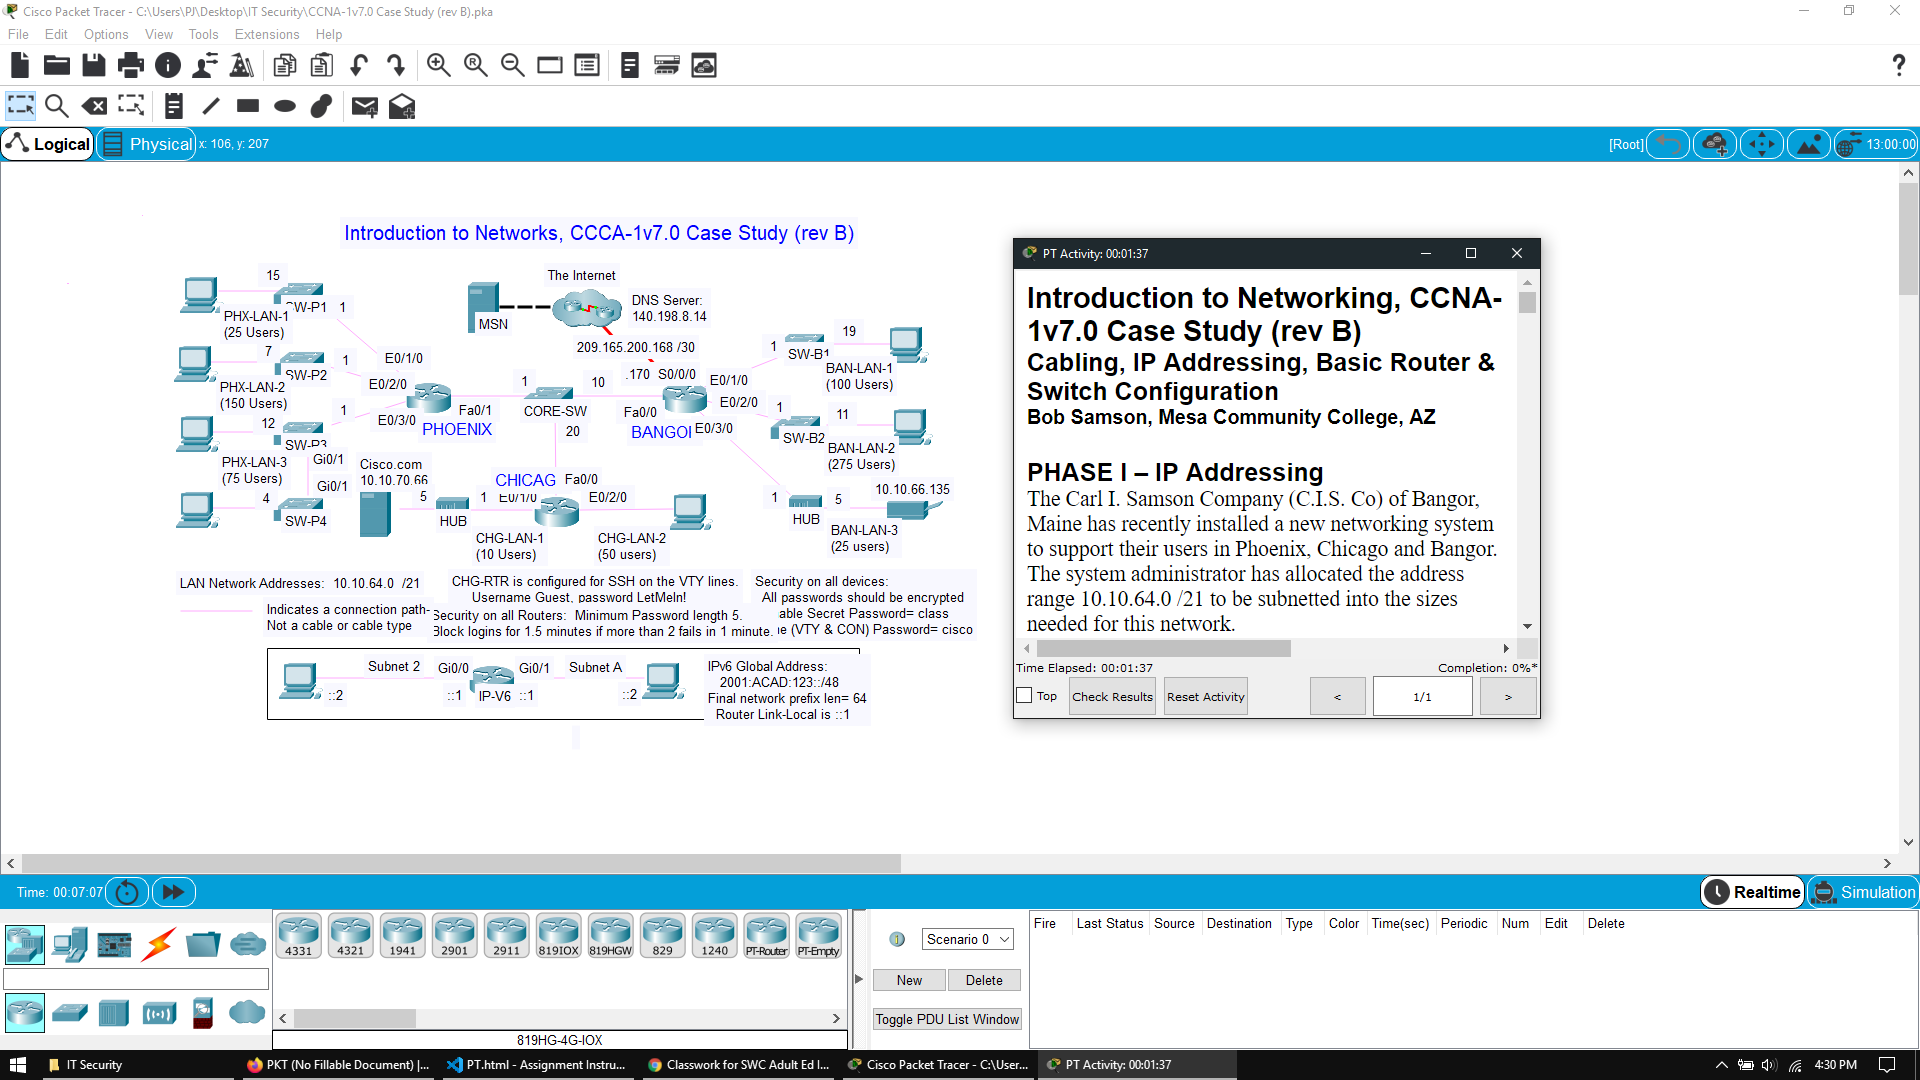 Cisco Packet Tracer - C:\Users\PJ\Desktop\IT Security\CCNA-1v7.0 Case Study (rev B).pka
File Edit Options View Tools Extensions Help
Logical
Physical
x: 106, y: 207
[Root]
13:00:00
Introduction to Networks, CCCA-1v7.0 Case Study (rev B)
15
SW-P1
1
PHX-LAN-1
(25 Users)
7
SW-P2
1
PHX-LAN-2
(150 Users)
12
SW-P3
1
PHX-LAN-3
(75 Users)
Gi0/1
Gi0/1
4
SW-P4
E0/1/0
E0/2/0
E0/3/0
Fa0/1
PHOENIX
MSN
The Internet
DNS Server:
140.198.8.14
209.165.200.168 /30
.170 S0/0/0
1
10
CORE-SW
20
Fa0/0
BANGOI
E0/1/0
E0/2/0
E0/3/0
1
SW-B1
19
BAN-LAN-1
(100 Users)
1
SW-B2
11
BAN-LAN-2
(275 Users)
1
HUB
5
10.10.66.135
BAN-LAN-3
(25 users)
Cisco.com
10.10.70.66
5
HUB
1
E0/1/0
CHICAG
Fa0/0
E0/2/0
CHG-LAN-1
(10 Users)
CHG-LAN-2
(50 users)
LAN Network Addresses: 10.10.64.0 /21
Indicates a connection path-
Not a cable or cable type
CHG-RTR is configured for SSH on the VTY lines.
Username Guest, password LetMeIn!
Security on all Routers: Minimum Password length 5.
Block logins for 1.5 minutes if more than 2 fails in 1 minute.
Security on all devices:
All passwords should be encrypted
able Secret Password= class
e (VTY & CON) Password= cisco
Subnet 2
Gi0/0
Gi0/1
Subnet A
::2
::1
IP-V6
::1
::2
IPv6 Global Address:
2001:ACAD:123::/48
Final network prefix len= 64
Router Link-Local is ::1
PT Activity: 00:01:37
Introduction to Networking, CCNA-
1v7.0 Case Study (rev B)
Cabling, IP Addressing, Basic Router &
Switch Configuration
Bob Samson, Mesa Community College, AZ
PHASE I – IP Addressing
The Carl I. Samson Company (C.I.S. Co) of Bangor,
Maine has recently installed a new networking system
to support their users in Phoenix, Chicago and Bangor.
The system administrator has allocated the address
range 10.10.64.0 /21 to be subnetted into the sizes
needed for this network.
Time Elapsed: 00:01:37
Completion: 0%*
Top
Check Results
Reset Activity
<
1/1
>
Time: 00:07:07
Realtime
Simulation
4331 4321 1941 2901 2911 819IOX 819HGW 829 1240 PT-Router PT-Empty
819HG-4G-IOX
Scenario 0
New
Delete
Toggle PDU List Window
Fire Last Status Source Destination Type Color Time(sec) Periodic Num Edit Delete
IT Security
PKT (No Fillable Document) |...
PT.html - Assignment Instru...
Classwork for SWC Adult Ed I...
Cisco Packet Tracer - C:\User...
PT Activity: 00:01:37
4:30 PM